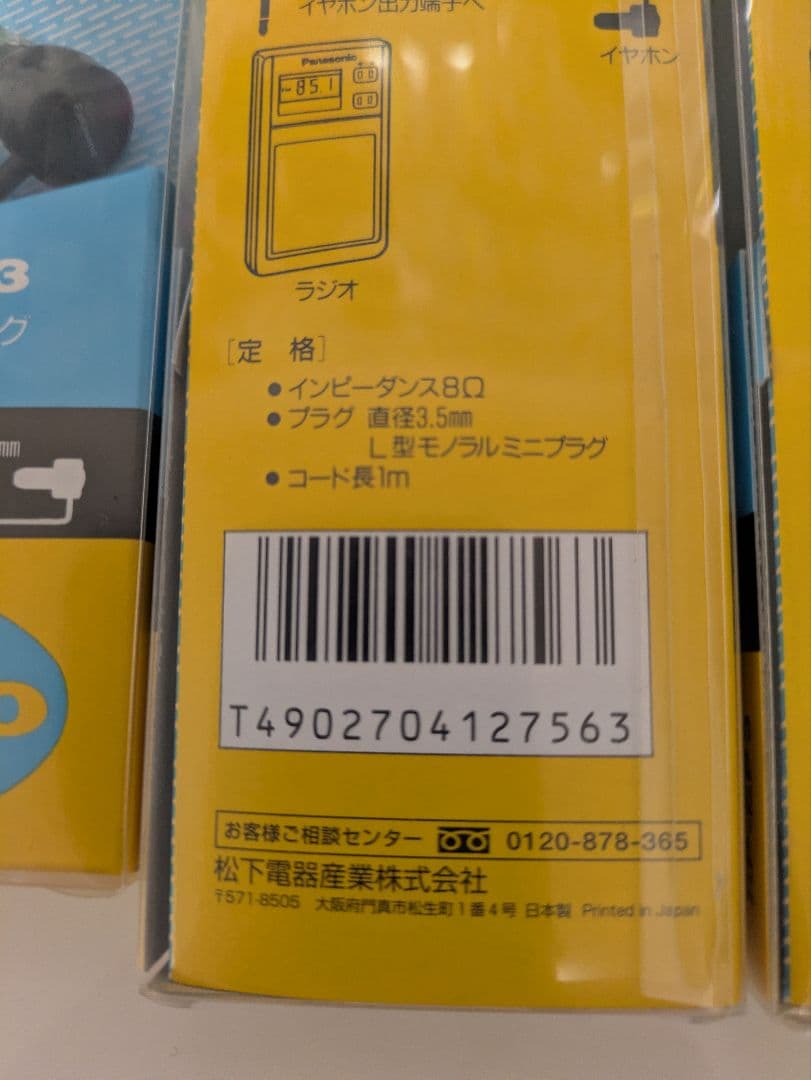 イヤホン出力端子へ
イヤホン
Panasonic
85.1
ラジオ
[定 格]
●インピーダンス8Ω
●プラグ 直径3.5mm
L型モノラルミニプラグ
●コード長1m
T4902704127563
お客様ご相談センター 0120-878-365
松下電器産業株式会社
〒571-8505 大阪府門真市松生町1番4号 日本製 Printed in Japan
3
グ
mm
o